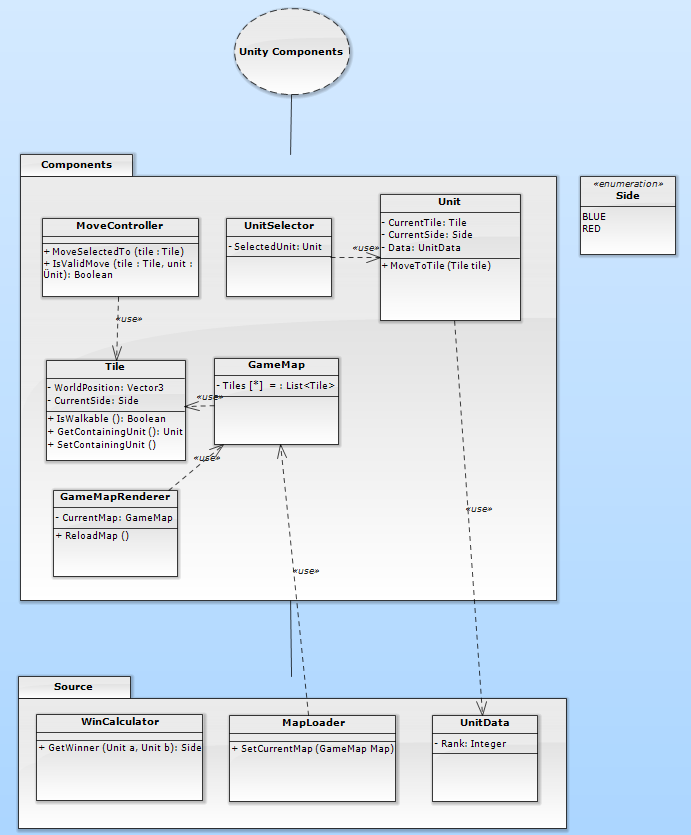 Unity Components
Components
«enumeration»
Side
BLUE
RED
MoveController
+ MoveSelectedTo (tile : Tile)
+ IsValidMove (tile : Tile, unit :
Unit): Boolean
UnitSelector
- SelectedUnit: Unit
«use»
Unit
- CurrentTile: Tile
- CurrentSide: Side
- Data: UnitData
+ MoveToTile (Tile tile)
«use»
Tile
- WorldPosition: Vector3
- CurrentSide: Side
+ IsWalkable (): Boolean
+ GetContainingUnit (): Unit
+ SetContainingUnit ()
«use»
GameMap
- Tiles [*]  = : List<Tile>
«use»
GameMapRenderer
- CurrentMap: GameMap
+ ReloadMap ()
«use»
«use»
Source
WinCalculator
+ GetWinner (Unit a, Unit b): Side
MapLoader
+ SetCurrentMap (GameMap Map)
UnitData
- Rank: Integer